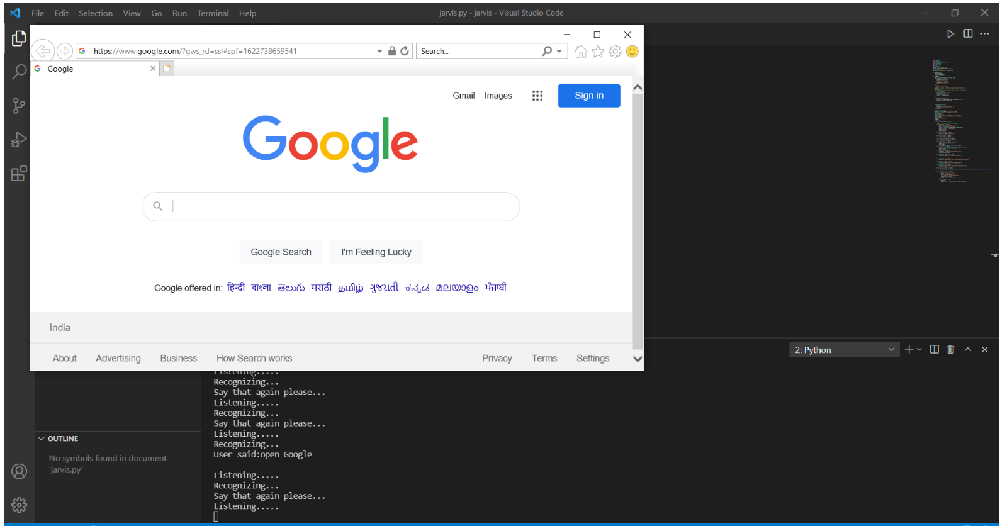 File Edit Selection View Go Run Terminal Help
jarvis.py - jarvis - Visual Studio Code
https://www.google.com/?gws_rd=ssl#spf=1622738659541
Search...
Google
Gmail Images
Sign in
Google
Google Search
I'm Feeling Lucky
Google offered in: हिन्दी বাংলা తెలుగు मराठी தமிழ் ગુજરાતી ಕನ್ನಡ മലയാളം ਪੰਜਾਬੀ
India
About Advertising Business How Search works Privacy Terms Settings
2: Python
Listening.....
Recognizing...
Say that again please...
Listening.....
Recognizing...
Say that again please...
Listening.....
Recognizing...
User said:open Google
Listening.....
Recognizing...
Say that again please...
Listening.....
OUTLINE
No symbols found in document
'jarvis.py'